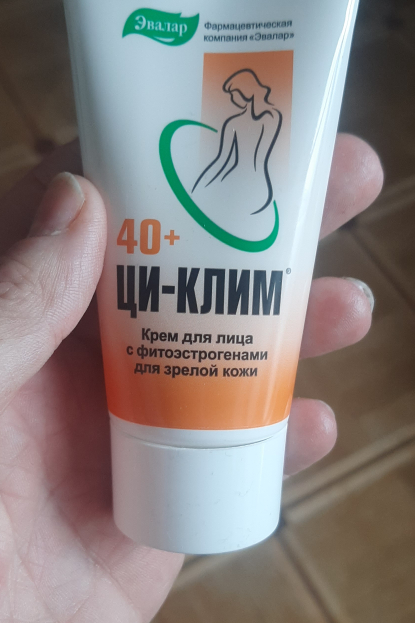 Эвалар
Фармацевтическая
компания «Эвалар»
40+
ЦИ-КЛИМ®
Крем для лица
с фитоэстрогенами
для зрелой кожи